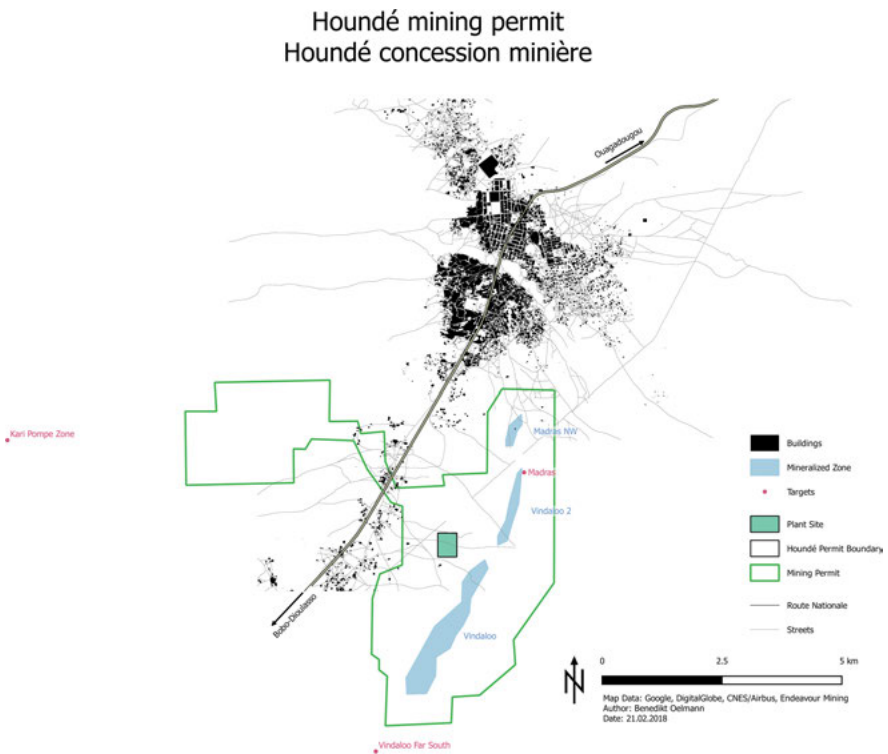 Houndé mining permit
Houndé concession minière
Ouagadougou
Kari Pompe Zone
Madras NW
Madras
Vindaloo 2
Bobo-Dioulasso
Vindaloo
Vindaloo Far South
Buildings
Mineralized Zone
Targets
Plant Site
Houndé Permit Boundary
Mining Permit
Route Nationale
Streets
0 2.5 5 km
N
Map Data: Google, DigitalGlobe, CNES/Airbus, Endeavour Mining
Author: Benedikt Oelmann
Date: 21.02.2018